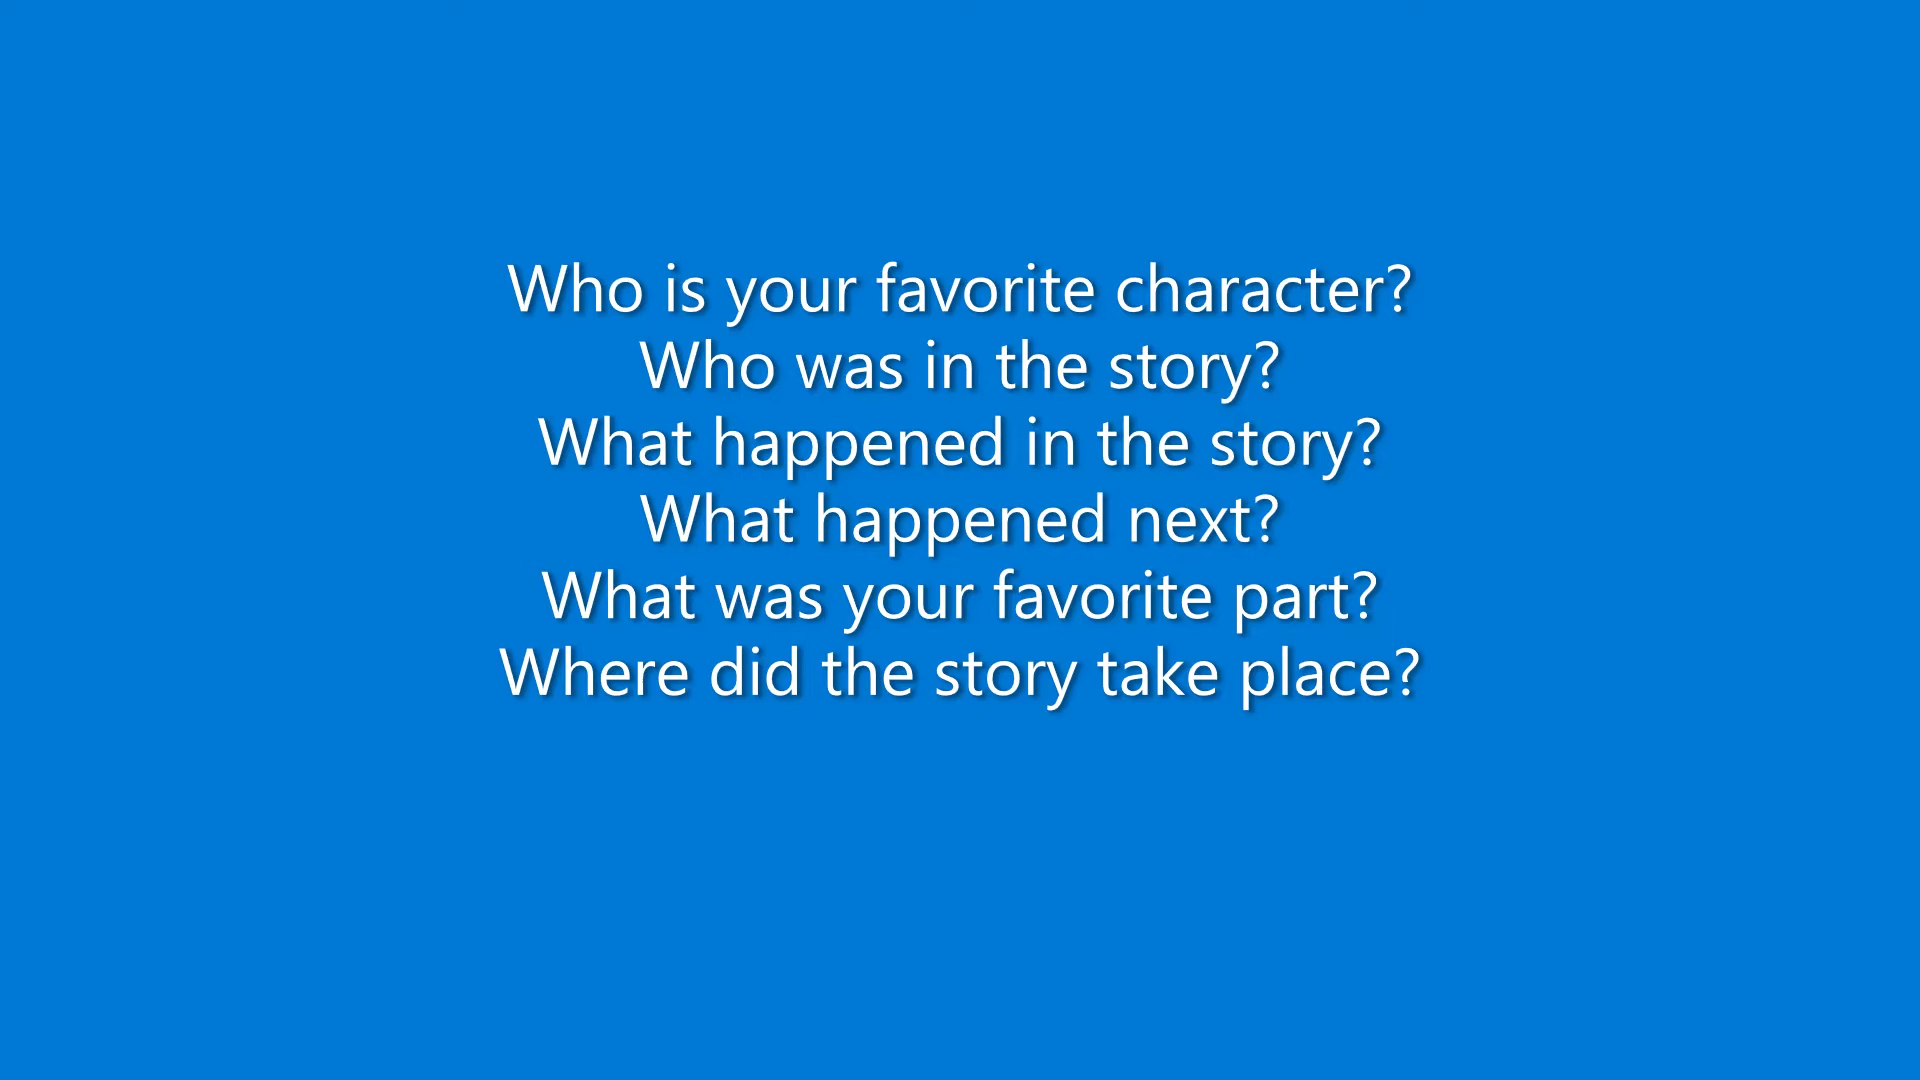 Who is your favorite character?
Who was in the story?
What happened in the story?
What happened next?
What was your favorite part?
Where did the story take place?